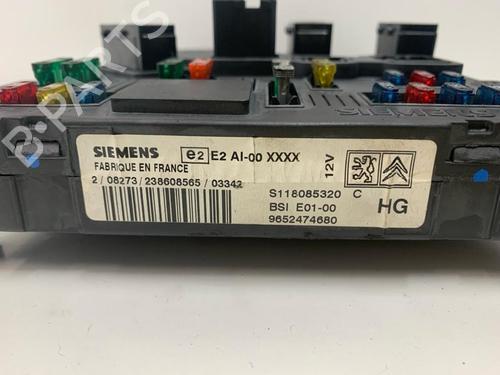 B-PARTS
SIEMENS
SIEMENS e2 E2 AI-00 XXXX
FABRIQUE EN FRANCE
2 / 08273 / 238608565 / 03342
12V
S118085320 C
BSI E01-00
9652474680
HG